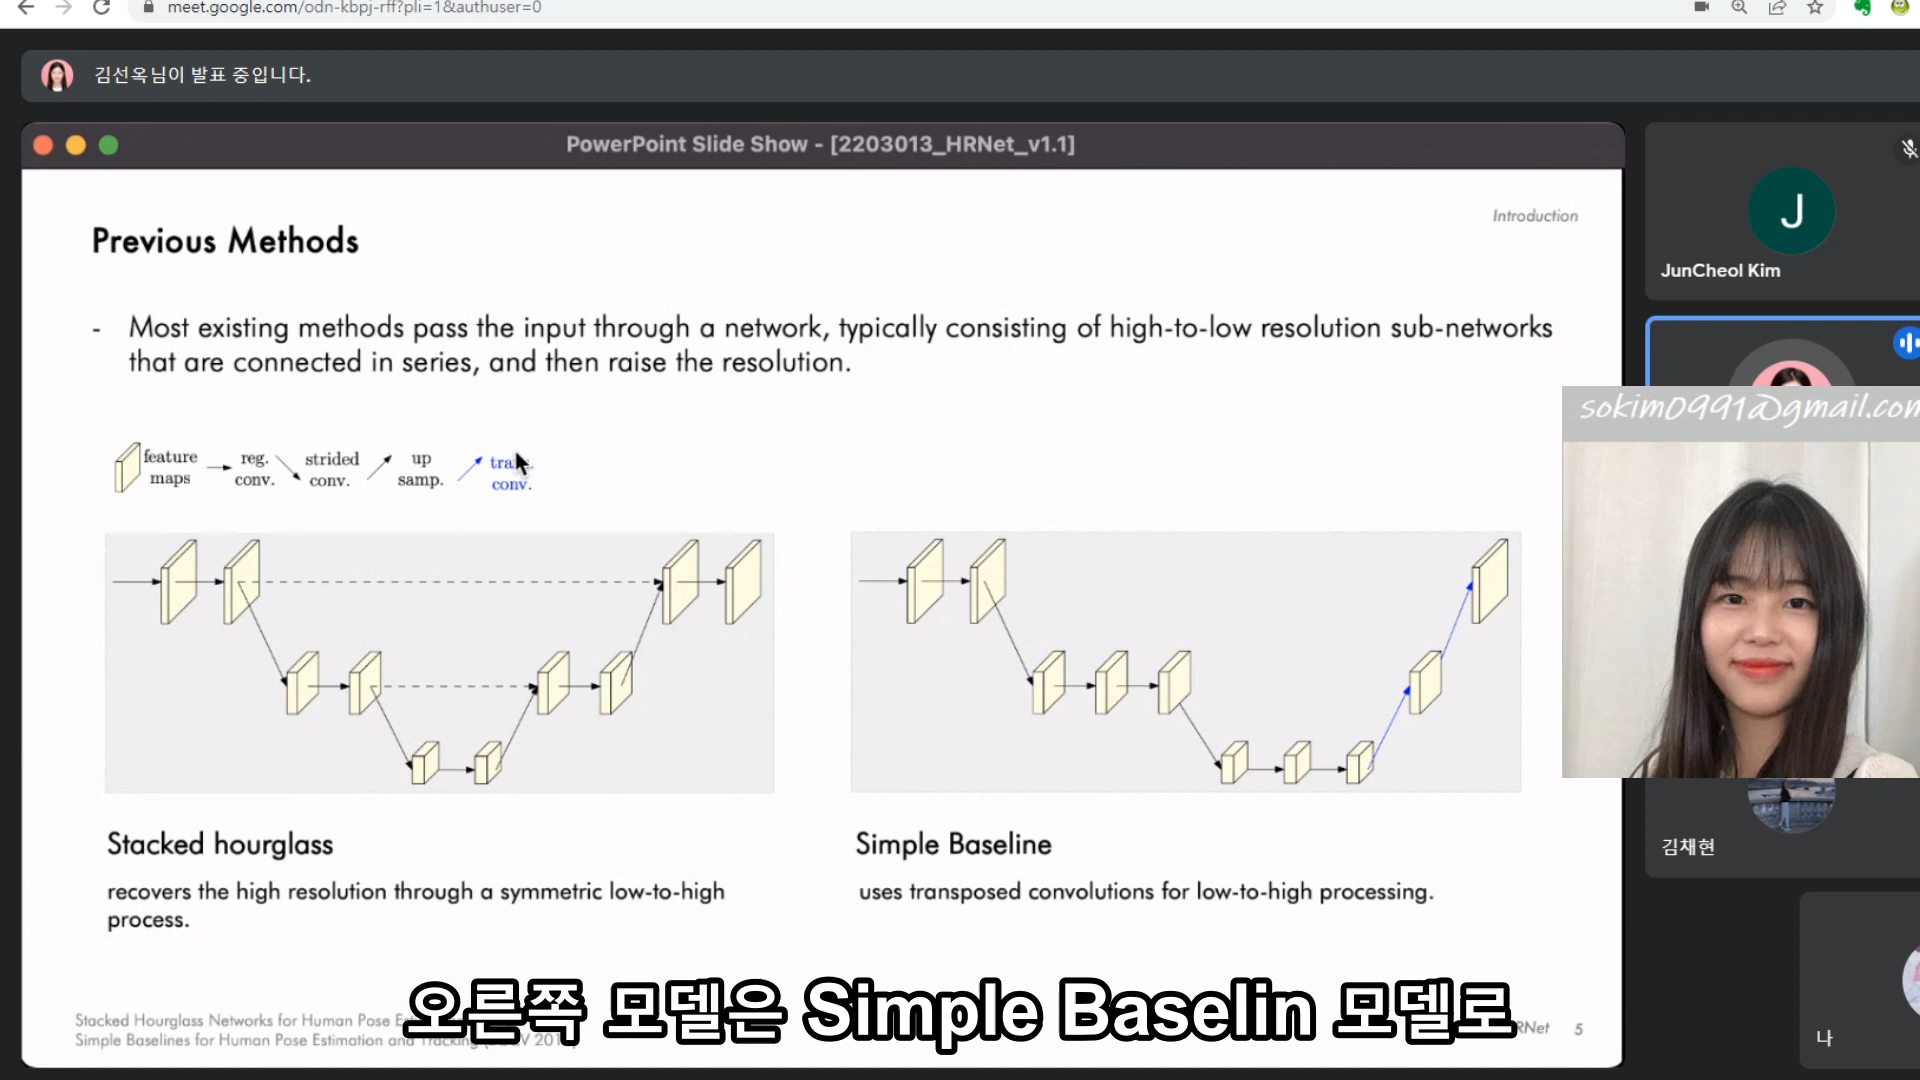 meet.google.com/odn-kbpj-rff?pli=1&authuser=0
김선옥님이 발표 중입니다.
PowerPoint Slide Show - [2203013_HRNet_v1.1]
Introduction
Previous Methods
- Most existing methods pass the input through a network, typically consisting of high-to-low resolution sub-networks
that are connected in series, and then raise the resolution.
feature maps
reg. conv.
strided conv.
up samp.
conv.
Stacked hourglass
recovers the high resolution through a symmetric low-to-high
process.
Simple Baseline
uses transposed convolutions for low-to-high processing.
Stacked Hourglass Networks for Human Pose
Simple Baselines for Human Pose Estimation and
5
오른쪽 모델은 Simple Baselin 모델로
J
JunCheol Kim
sokim0991@gmail.com
김채현
나